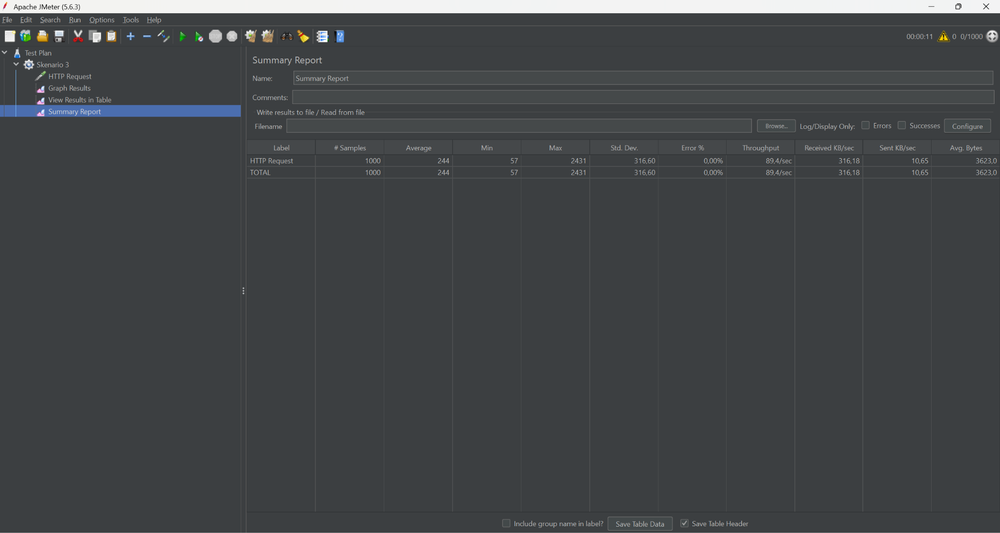 Apache JMeter (5.6.3)
File Edit Search Run Options Tools Help
00:00:11 0 0/1000
Test Plan
Skenario 3
HTTP Request
Graph Results
View Results in Table
Summary Report
Summary Report
Name: Summary Report
Comments:
Write results to file / Read from file
Filename Browse... Log/Display Only: Errors Successes Configure
Label # Samples Average Min Max Std. Dev. Error % Throughput Received KB/sec Sent KB/sec Avg. Bytes
HTTP Request 1000 244 57 2431 316,60 0,00% 89,4/sec 316,18 10,65 3623,0
TOTAL 1000 244 57 2431 316,60 0,00% 89,4/sec 316,18 10,65 3623,0
Include group name in label? Save Table Data Save Table Header